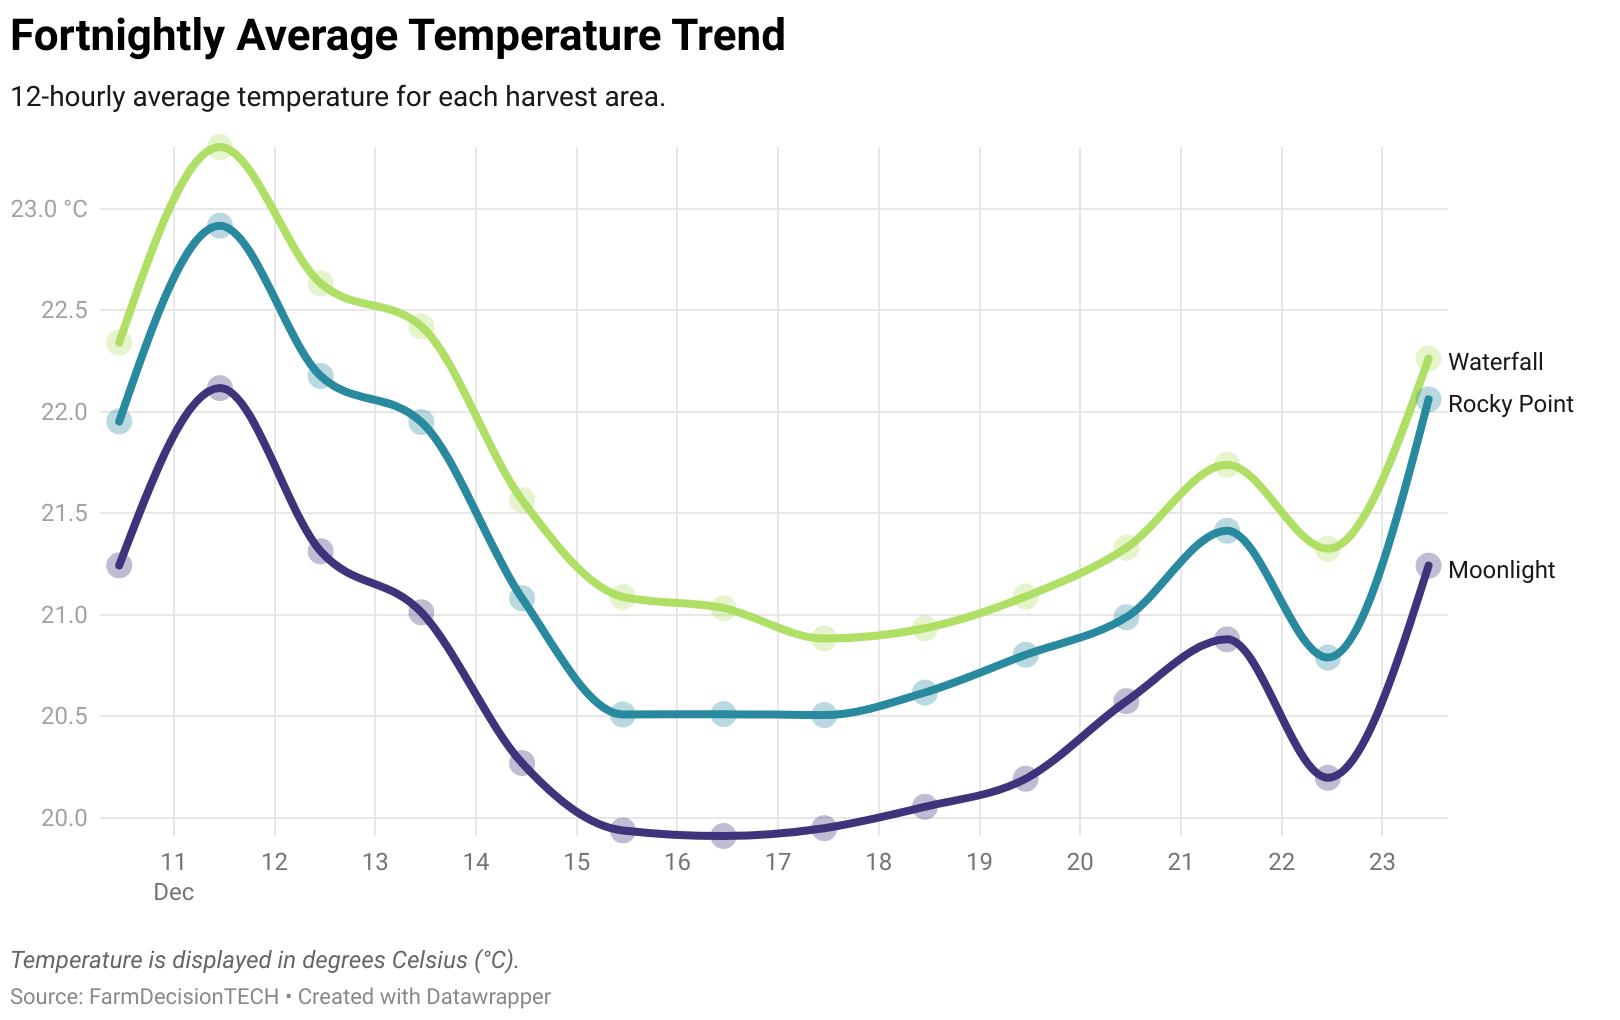 Fortnightly Average Temperature Trend
12-hourly average temperature for each harvest area.
23.0 °C
22.5
22.0
21.5
21.0
20.5
20.0
Waterfall
Rocky Point
Moonlight
11 12 13 14 15 16 17 18 19 20 21 22 23
Dec
Temperature is displayed in degrees Celsius (°C).
Source: FarmDecisionTECH • Created with Datawrapper